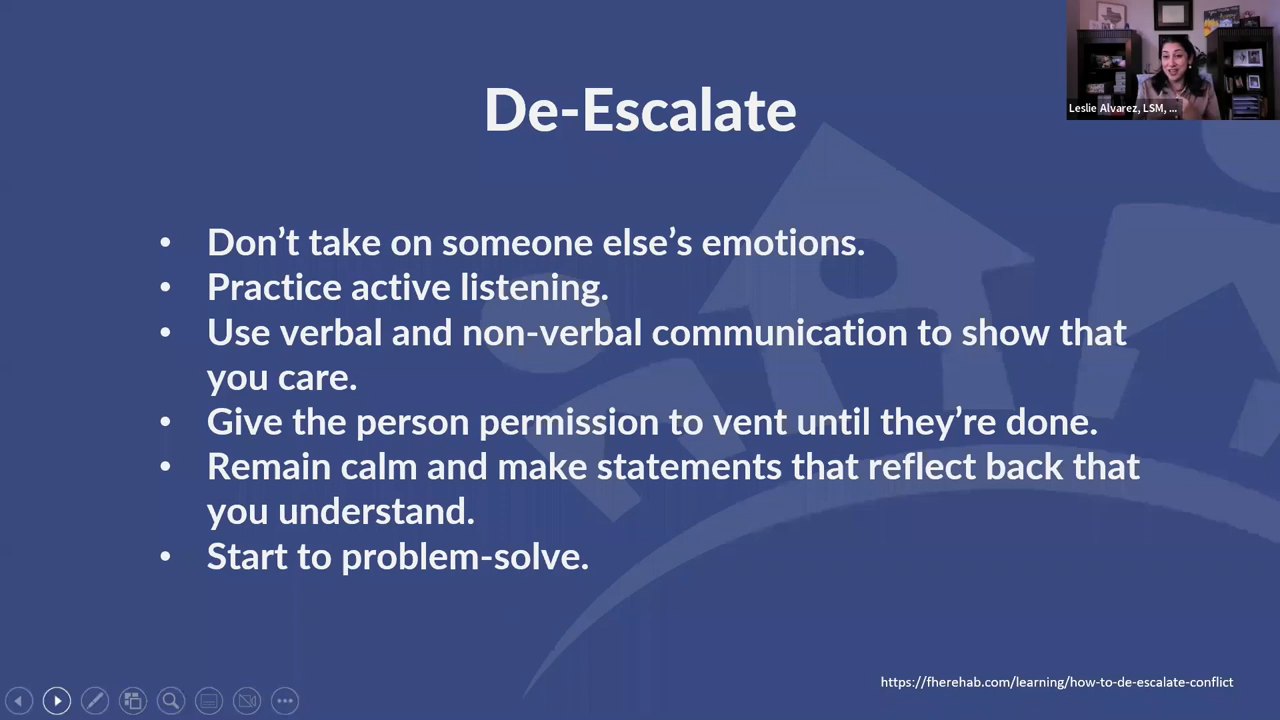 Leslie Alvarez, LSM, ...
De-Escalate
• Don’t take on someone else’s emotions.
• Practice active listening.
• Use verbal and non-verbal communication to show that
you care.
• Give the person permission to vent until they’re done.
• Remain calm and make statements that reflect back that
you understand.
• Start to problem-solve.
https://fherehab.com/learning/how-to-de-escalate-conflict